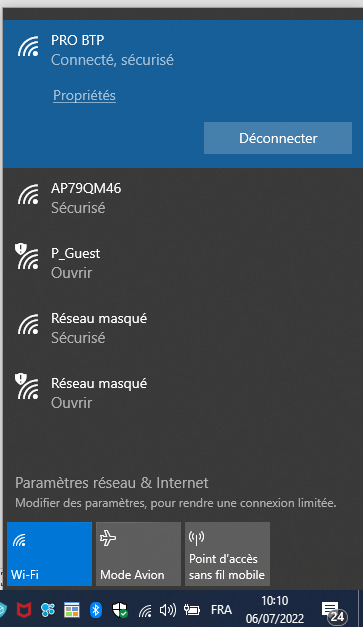 PRO BTP
Connecté, sécurisé
Propriétés
Déconnecter
AP79QM46
Sécurisé
P_Guest
Ouvrir
Réseau masqué
Sécurisé
Réseau masqué
Ouvrir
Paramètres réseau & Internet
Modifier des paramètres, pour rendre une connexion limitée.
Wi-Fi
Mode Avion
Point d'accès
sans fil mobile
FRA
10:10
06/07/2022
24